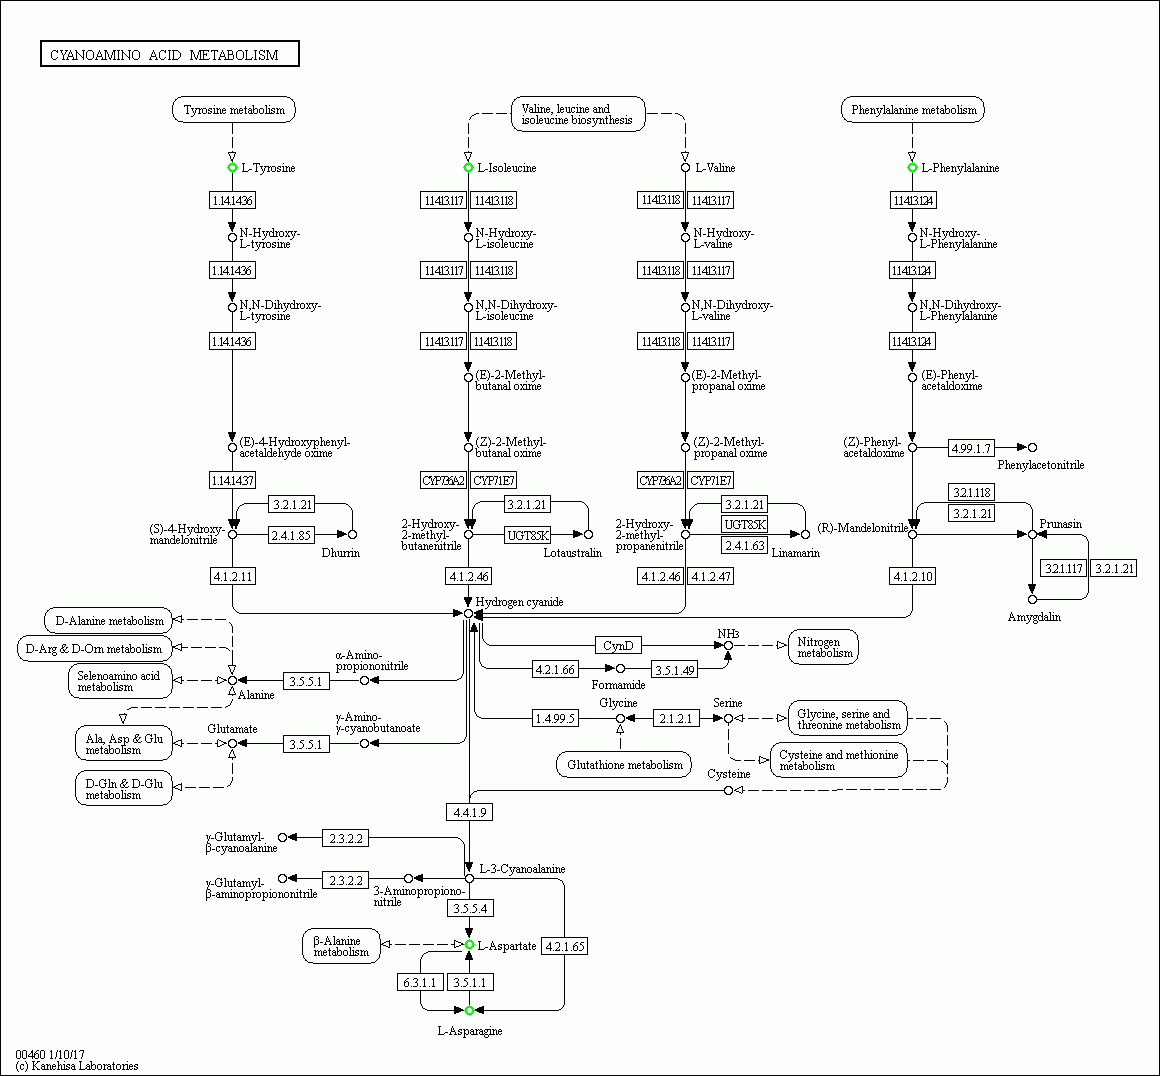 CYANOAMINO ACID METABOLISM
Tyrosine metabolism
Valine, leucine and
isoleucine biosynthesis
Phenylalanine metabolism
L-Tyrosine
L-Isoleucine
L-Valine
L-Phenylalanine
1.14.14.36
1.14.13.117
1.14.13.118
1.14.13.118
1.14.13.117
1.14.13.124
N-Hydroxy-
L-tyrosine
N-Hydroxy-
L-isoleucine
N-Hydroxy-
L-valine
N-Hydroxy-
L-Phenylalanine
1.14.14.36
1.14.13.117
1.14.13.118
1.14.13.118
1.14.13.117
1.14.13.124
N,N-Dihydroxy-
L-tyrosine
N,N-Dihydroxy-
L-isoleucine
N,N-Dihydroxy-
L-valine
N,N-Dihydroxy-
L-Phenylalanine
1.14.14.36
1.14.13.117
1.14.13.118
1.14.13.118
1.14.13.117
1.14.13.124
(E)-2-Methyl-
butanal oxime
(E)-2-Methyl-
propanal oxime
(E)-Phenyl-
acetaldoxime
(E)-4-Hydroxyphenyl-
acetaldehyde oxime
(Z)-2-Methyl-
butanal oxime
(Z)-2-Methyl-
propanal oxime
(Z)-Phenyl-
acetaldoxime
4.99.1.7
Phenylacetonitrile
1.14.14.37
CYP736A2
CYP71E7
CYP736A2
CYP71E7
3.2.1.21
3.2.1.21
3.2.1.21
3.2.1.118
3.2.1.21
(S)-4-Hydroxy-
mandelonitrile
2.4.1.85
Dhurrin
2-Hydroxy-
2-methyl-
butanenitrile
UGT85K
Lotaustralin
2-Hydroxy-
2-methyl-
propanenitrile
UGT85K
2.4.1.63
Linamarin
(R)-Mandelonitrile
Prunasin
4.1.2.11
4.1.2.46
4.1.2.46
4.1.2.47
4.1.2.10
3.2.1.117
3.2.1.21
Hydrogen cyanide
Amygdalin
D-Alanine metabolism
D-Arg & D-Orn metabolism
Selenoamino acid
metabolism
Alanine
3.5.5.1
α-Amino-
propiononitrile
CynD
NH3
Nitrogen
metabolism
4.2.1.66
Formamide
3.5.1.49
Ala, Asp & Glu
metabolism
Glutamate
3.5.5.1
γ-Amino-
γ-cyanobutanoate
1.4.99.5
Glycine
2.1.2.1
Serine
Glycine, serine and
threonine metabolism
D-Gln & D-Glu
metabolism
Glutathione metabolism
Cysteine and methionine
metabolism
Cysteine
4.4.1.9
γ-Glutamyl-
β-cyanoalanine
2.3.2.2
L-3-Cyanoalanine
γ-Glutamyl-
β-aminopropiononitrile
2.3.2.2
3-Aminopropiono-
nitrile
3.5.5.4
β-Alanine
metabolism
L-Aspartate
4.2.1.65
6.3.1.1
3.5.1.1
L-Asparagine
00460 1/10/17
(c) Kanehisa Laboratories